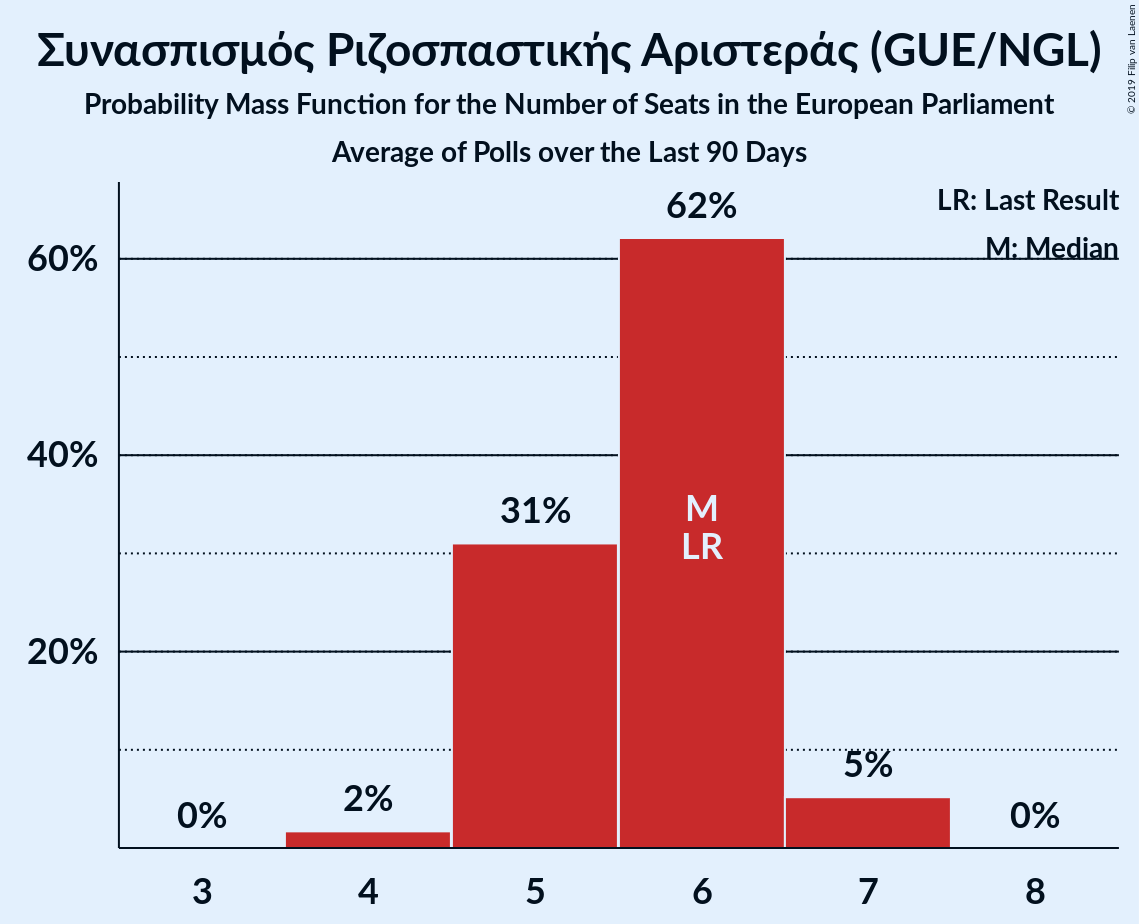 Συνασπισμός Ριζοσπαστικής Αριστεράς (GUE/NGL)
Probability Mass Function for the Number of Seats in the European Parliament
Average of Polls over the Last 90 Days
© 2019 Filip van Laenen
LR: Last Result
M: Median
60%
40%
20%
0%
2%
31%
62%
5%
0%
M
LR
3
4
5
6
7
8